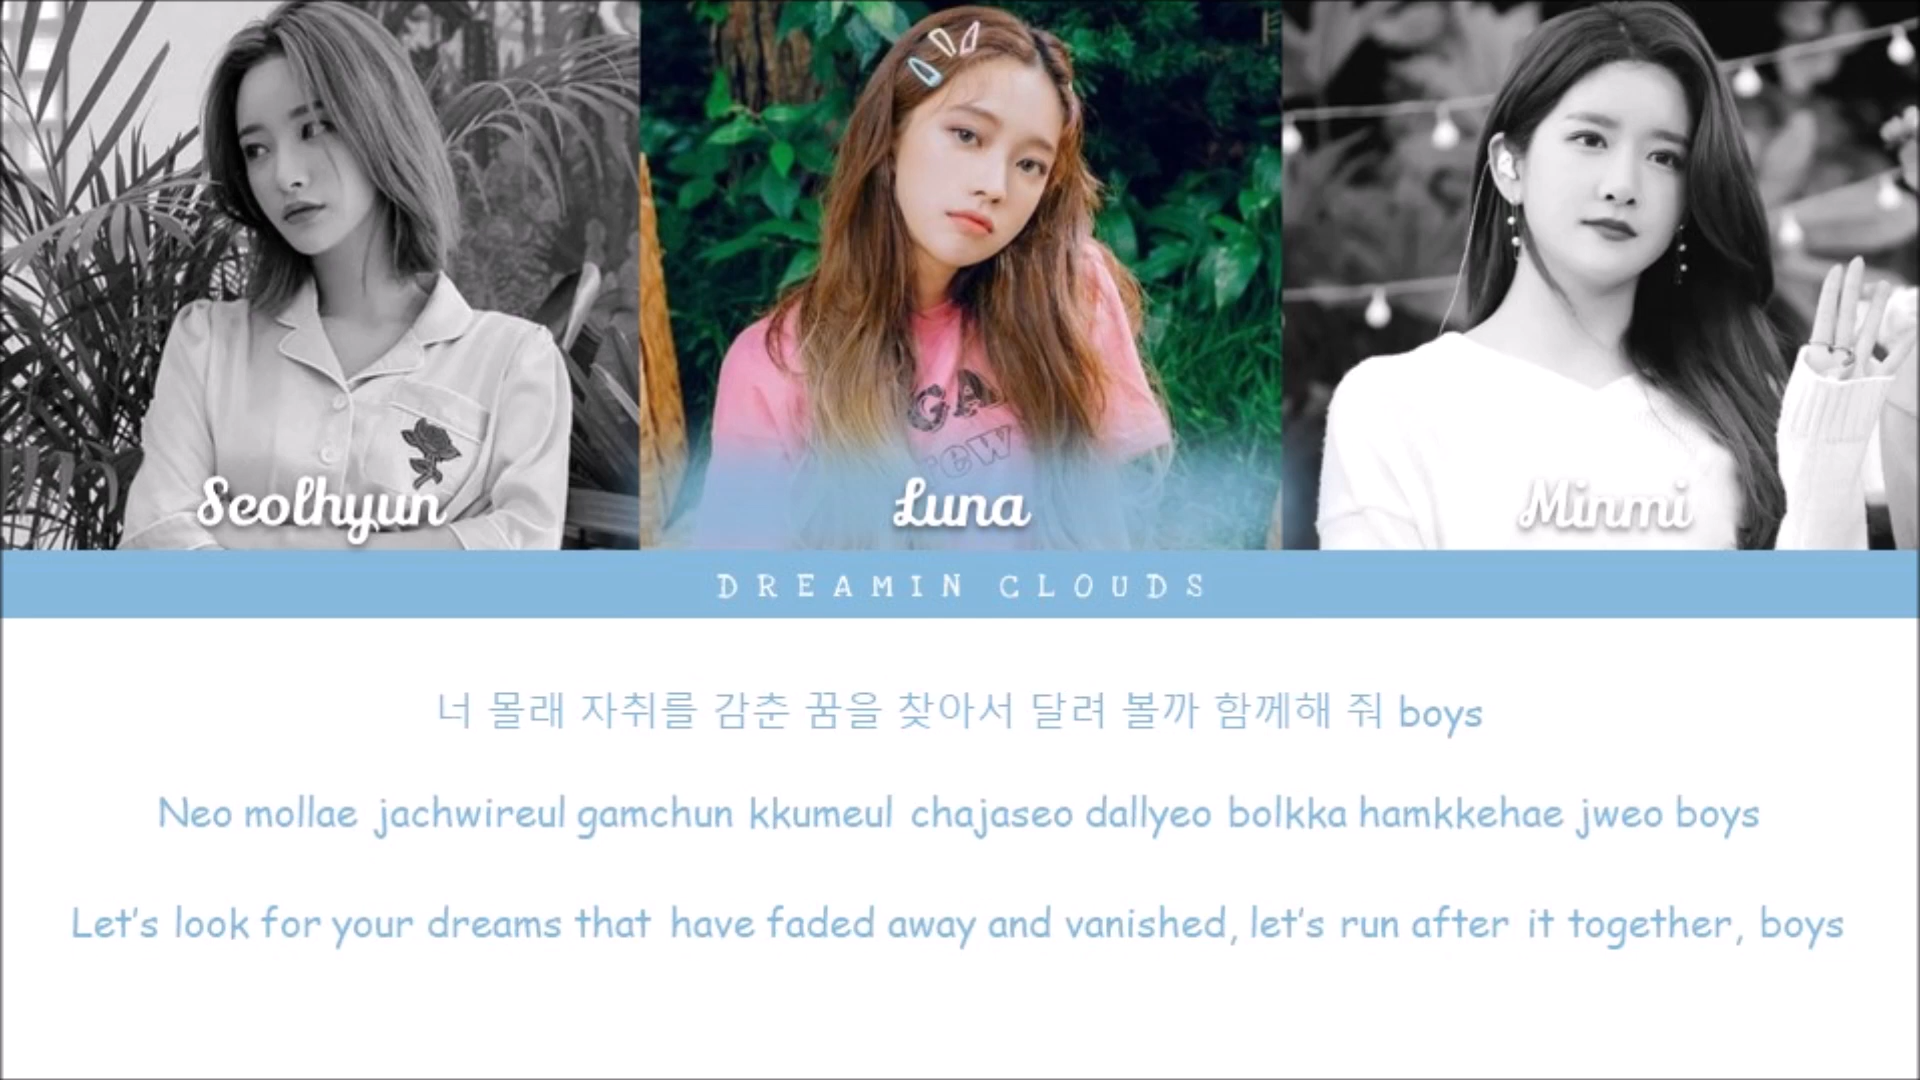 GA
ew
Seolhyun
Luna
Minmi
DREAMIN CLOUDS
너 몰래 자취를 감춘 꿈을 찾아서 달려 볼까 함께해 줘 boys
Neo mollae jachwireul gamchun kkumeul chajaseo dallyeo bolkka hamkkehae jweo boys
Let's look for your dreams that have faded away and vanished, let's run after it together, boys